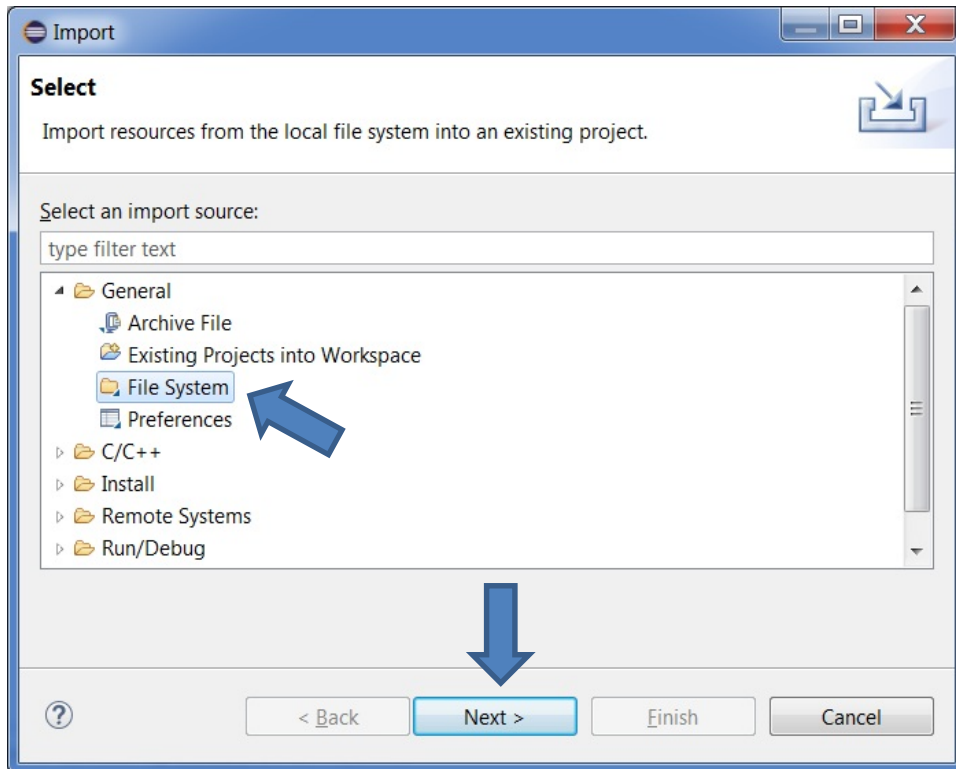 Import
Select
Import resources from the local file system into an existing project.
Select an import source:
type filter text
General
Archive File
Existing Projects into Workspace
File System
Preferences
C/C++
Install
Remote Systems
Run/Debug
?
< Back
Next >
Finish
Cancel